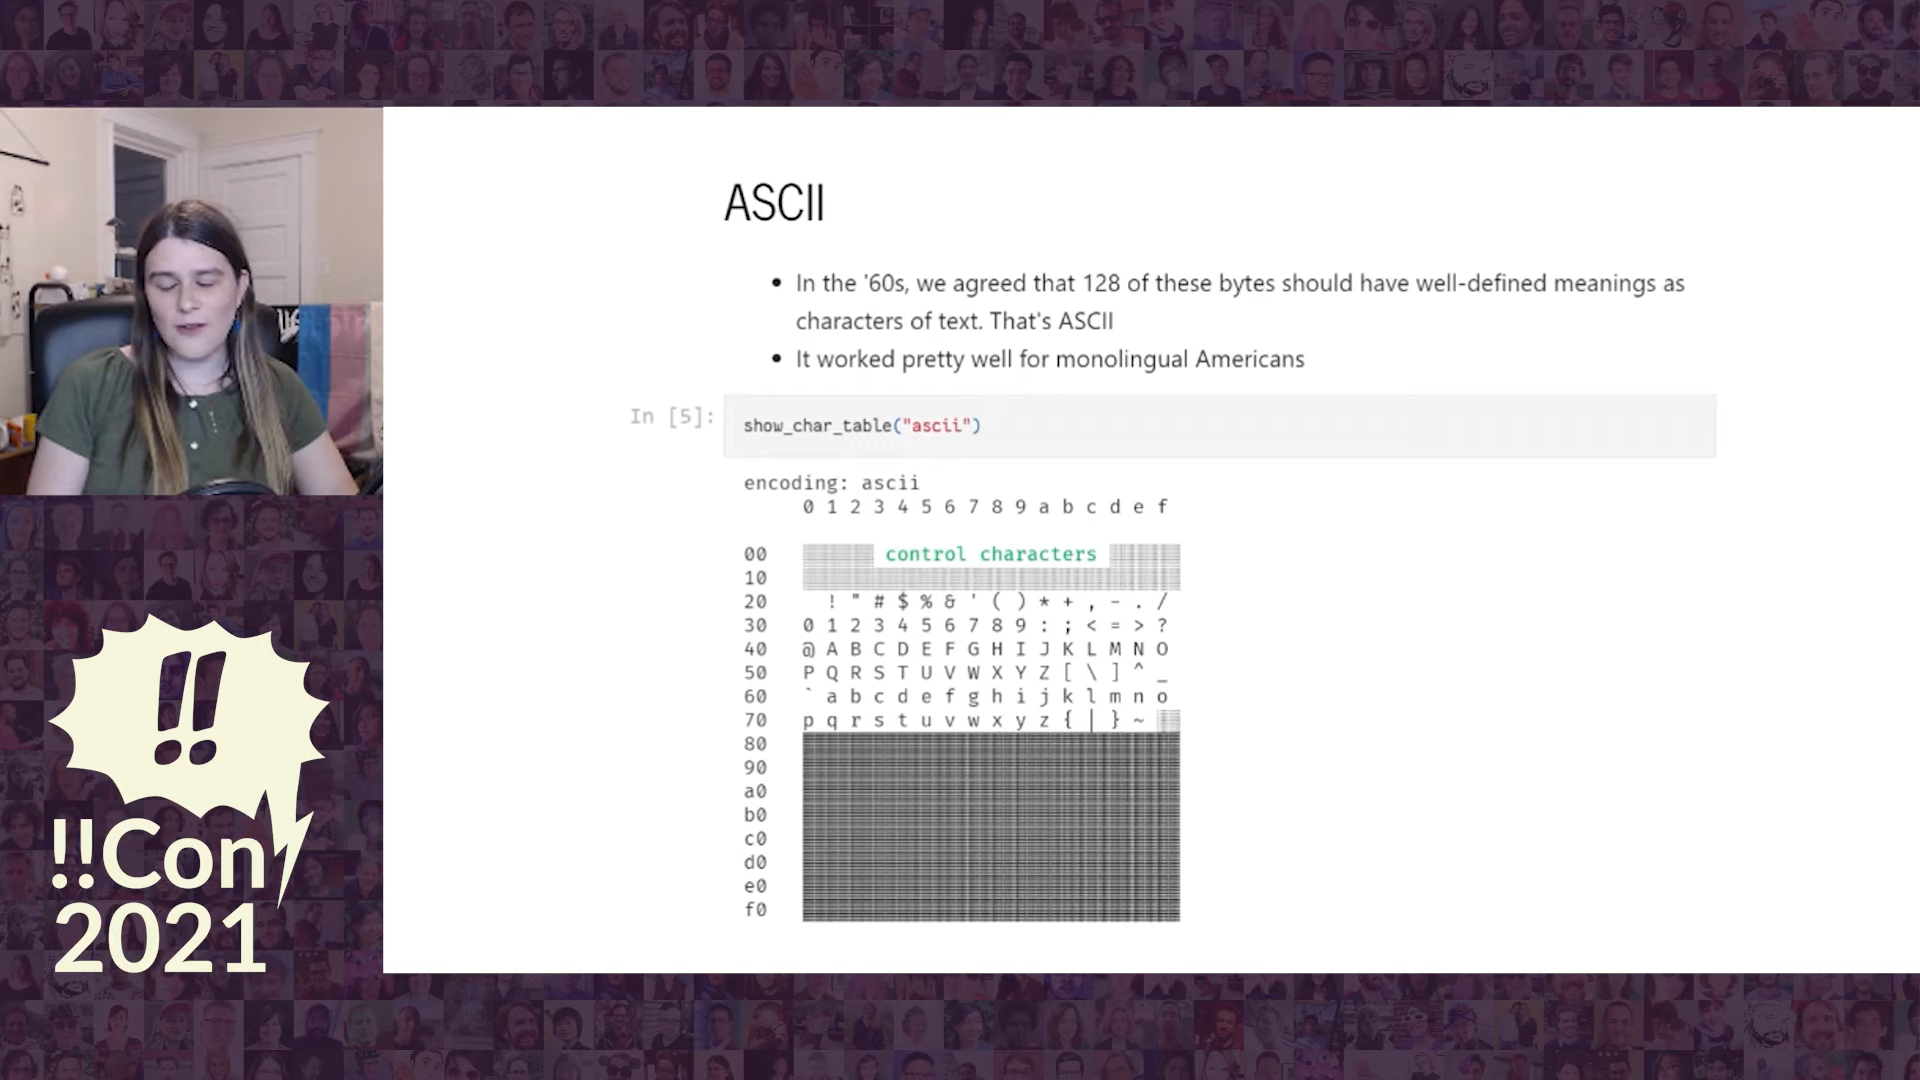 ASCII
• In the '60s, we agreed that 128 of these bytes should have well-defined meanings as
characters of text. That's ASCII
• It worked pretty well for monolingual Americans
In [5]:
show_char_table("ascii")
encoding: ascii
0 1 2 3 4 5 6 7 8 9 a b c d e f
00 control characters
10
20 ! " # $ % & ' ( ) * + , - . /
30 0 1 2 3 4 5 6 7 8 9 : ; < = > ?
40 @ A B C D E F G H I J K L M N O
50 P Q R S T U V W X Y Z [ \ ] ^ _
60 ` a b c d e f g h i j k l m n o
70 p q r s t u v w x y z { | } ~
80
90
a0
b0
c0
d0
e0
f0
!!
!!Con
2021